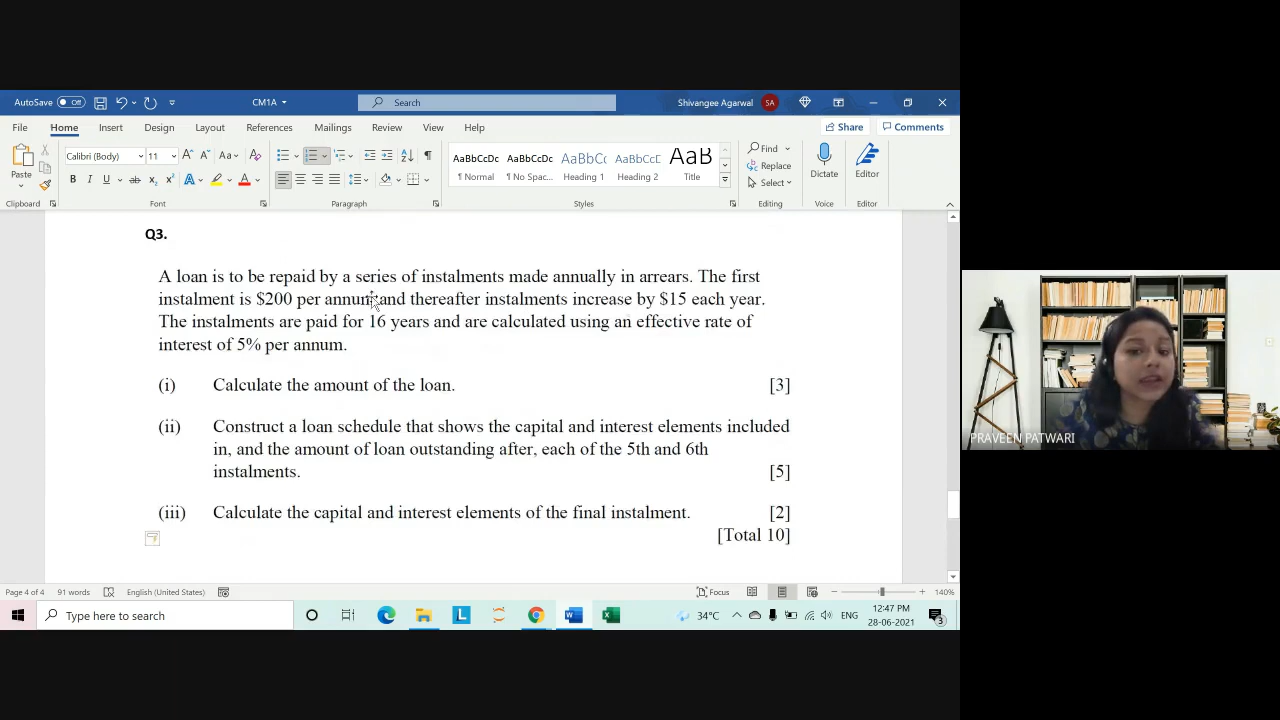 AutoSave Off
CM1A
Search
Shivangee Agarwal SA
File Home Insert Design Layout References Mailings Review View Help
Share Comments
Paste
Calibri (Body) 11
AaBbCcDc AaBbCcDc AaBbCc AaBbCcD AaB
¶ Normal ¶ No Spac... Heading 1 Heading 2 Title
Find
Replace
Select
Dictate
Editor
Clipboard Font Paragraph Styles Editing Voice Editor
Q3.
A loan is to be repaid by a series of instalments made annually in arrears. The first
instalment is $200 per annum and thereafter instalments increase by $15 each year.
The instalments are paid for 16 years and are calculated using an effective rate of
interest of 5% per annum.
(i) Calculate the amount of the loan. [3]
(ii) Construct a loan schedule that shows the capital and interest elements included
in, and the amount of loan outstanding after, each of the 5th and 6th
instalments. [5]
(iii) Calculate the capital and interest elements of the final instalment. [2]
[Total 10]
PRAVEEN PATWARI
Page 4 of 4 91 words English (United States) Focus 140%
Type here to search
34°C ENG 12:47 PM
28-06-2021 3